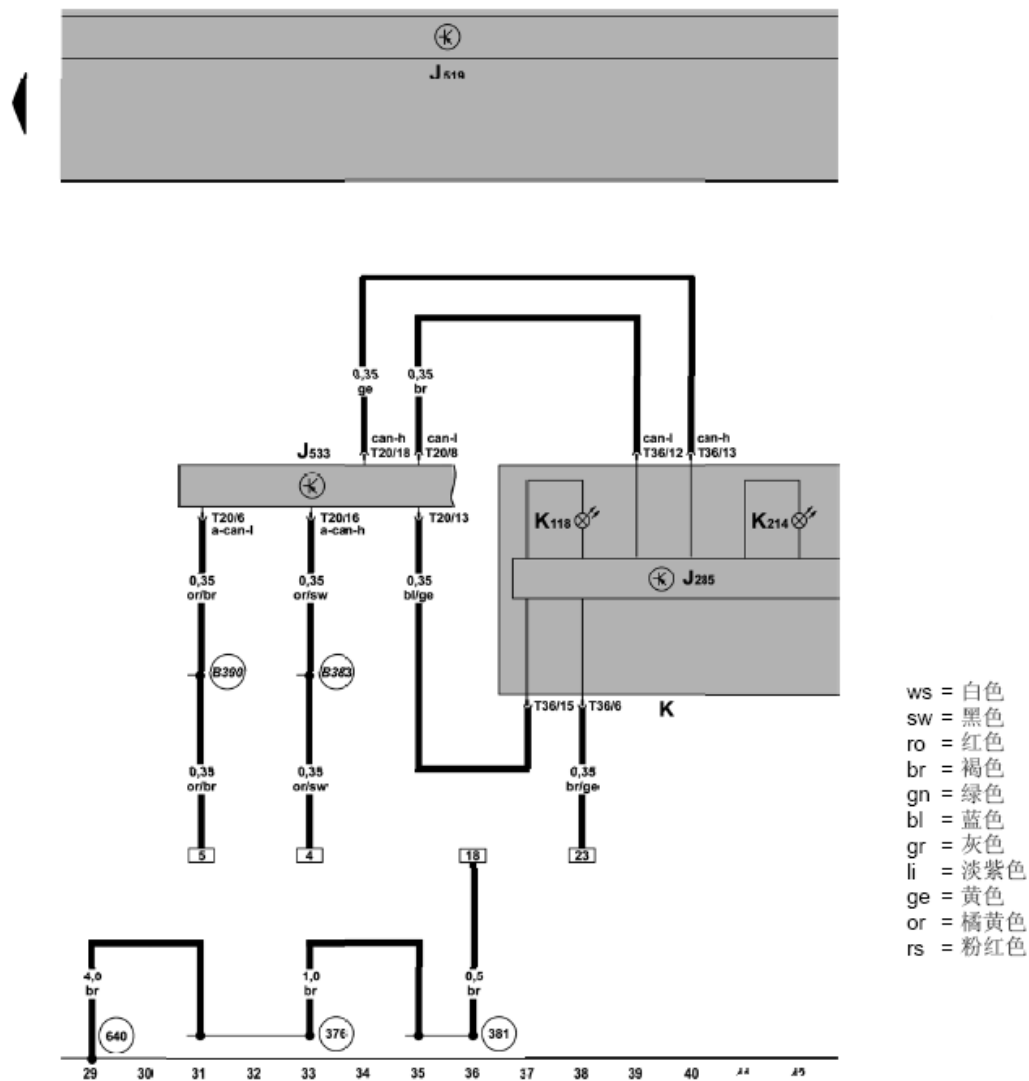 J519
0,35
ge
0,35
br
J533
can-h
T20/18
can-l
T20/8
can-l
T36/12
can-h
T36/13
K118
K214
T20/6
a-can-l
T20/16
a-can-h
T20/13
J285
0,35
or/br
0,35
or/sw
0,35
bl/ge
B390
B383
T36/15
T36/6
K
0,35
or/br
0,35
or/sw
0,35
br/ge
5
4
18
23
4,0
br
1,0
br
0,5
br
640
376
381
29 30 31 32 33 34 35 36 37 38 39 40
ws = 白色
sw = 黑色
ro = 红色
br = 褐色
gn = 绿色
bl = 蓝色
gr = 灰色
li = 淡紫色
ge = 黄色
or = 橘黄色
rs = 粉红色